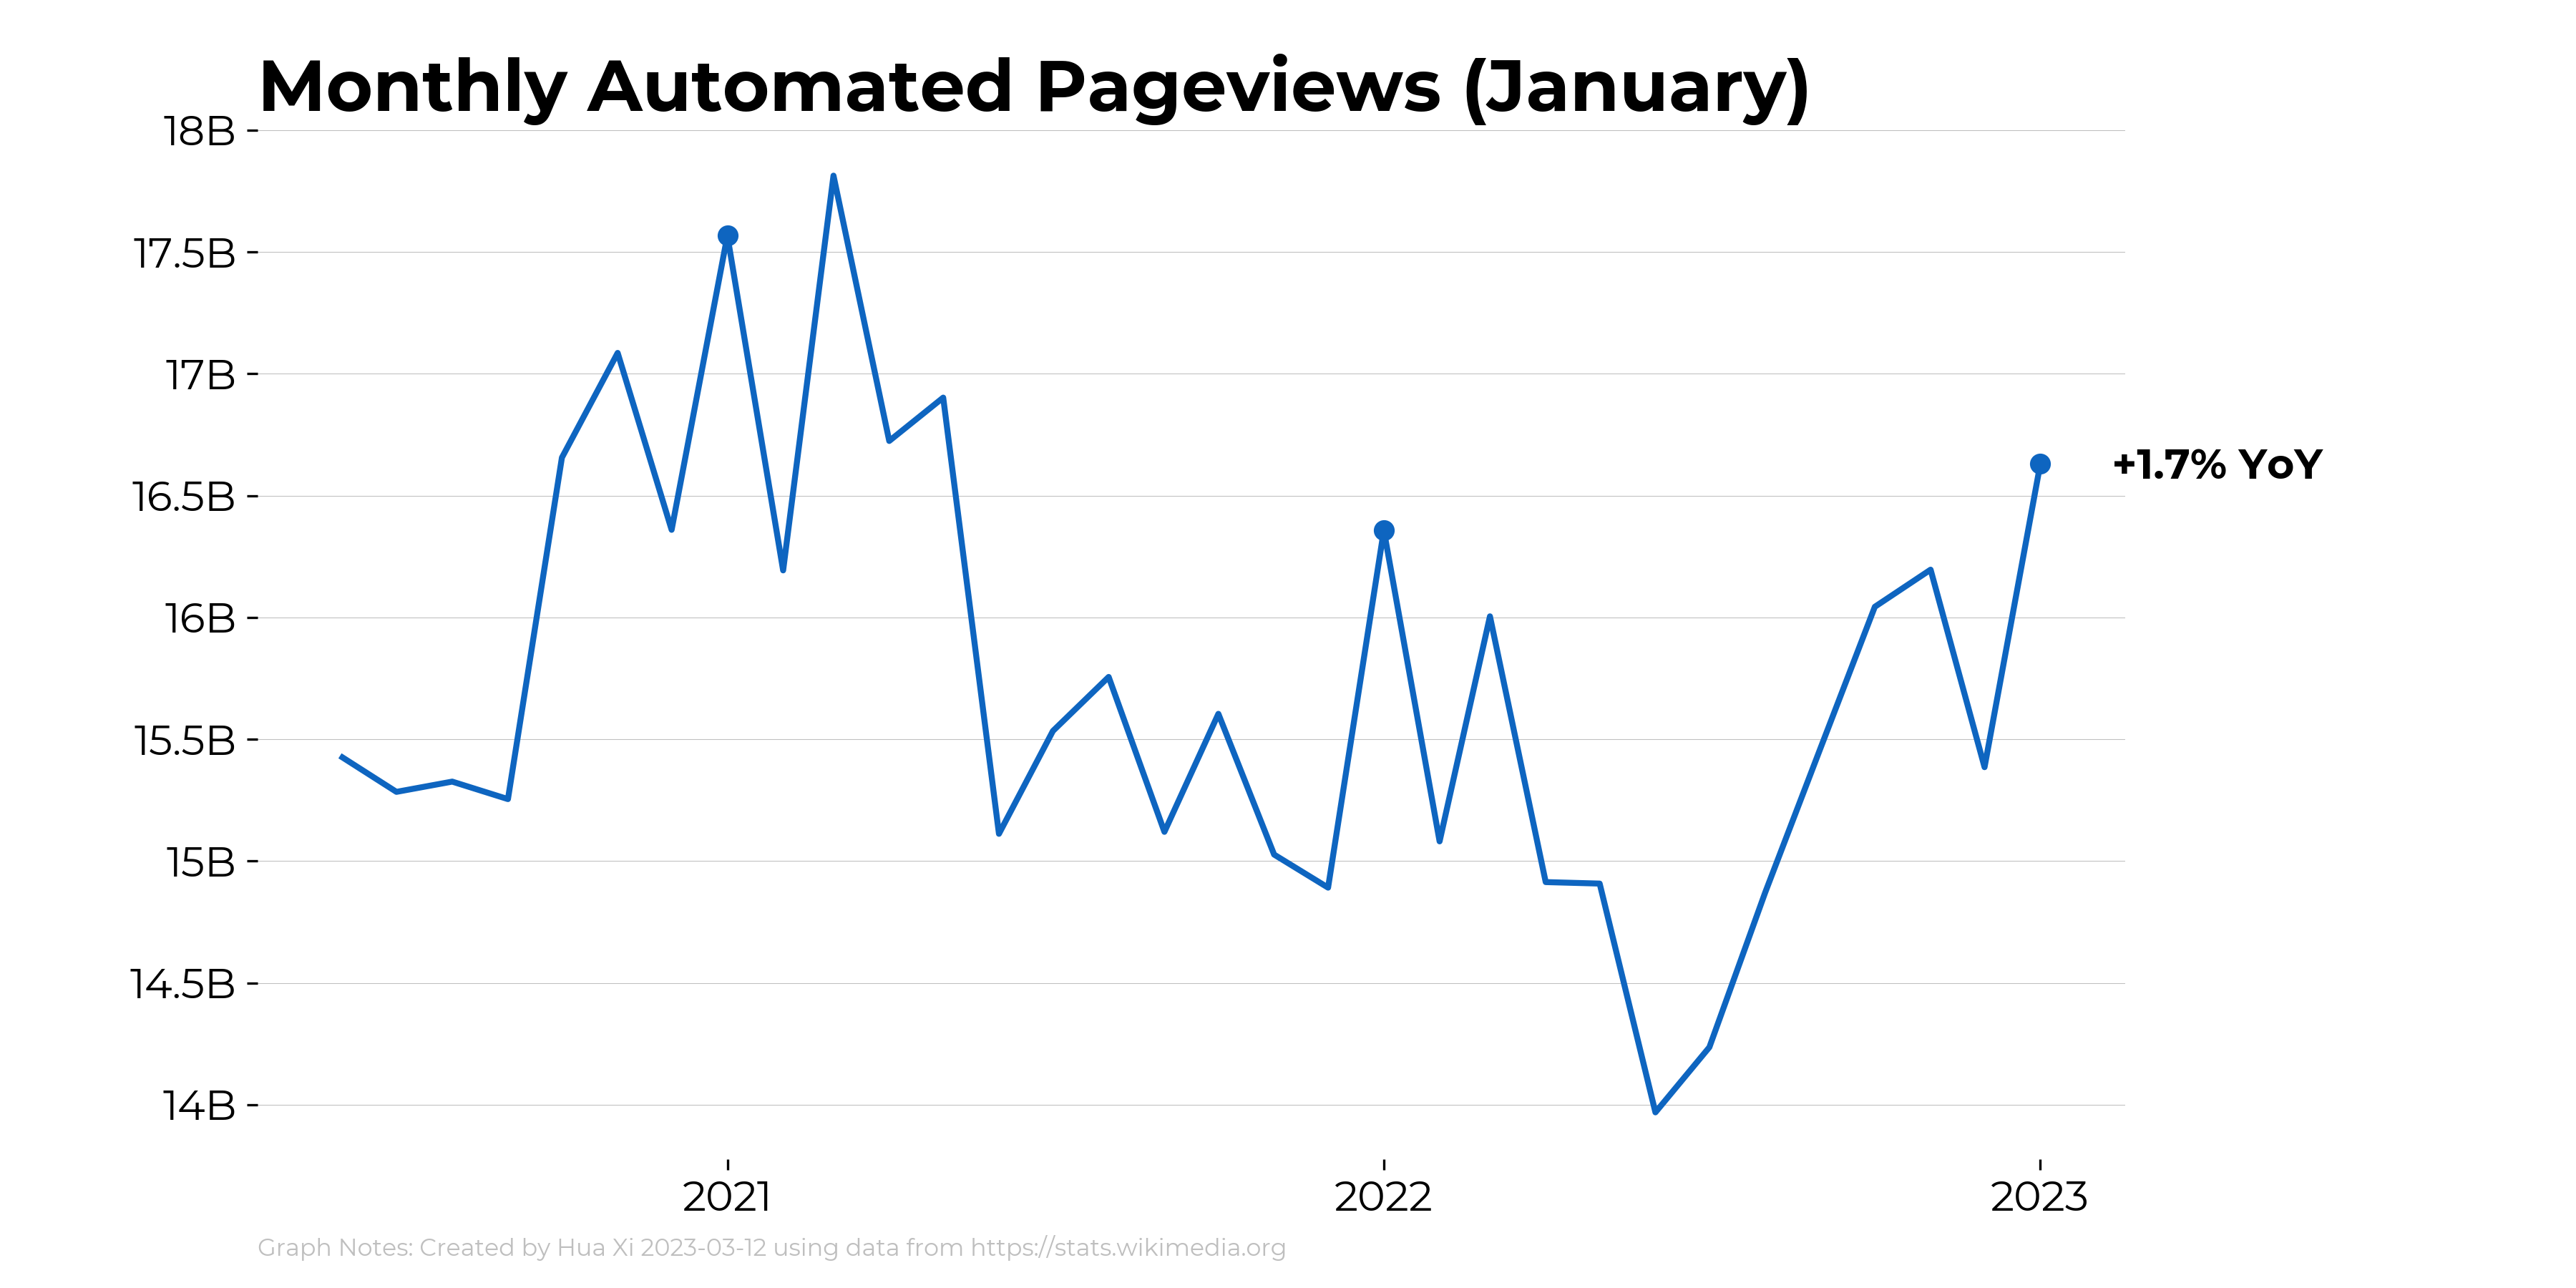 Monthly Automated Pageviews (January)
18B
17.5B
17B
16.5B
16B
15.5B
15B
14.5B
14B
+1.7% YoY
2021
2022
2023
Graph Notes: Created by Hua Xi 2023-03-12 using data from https://stats.wikimedia.org